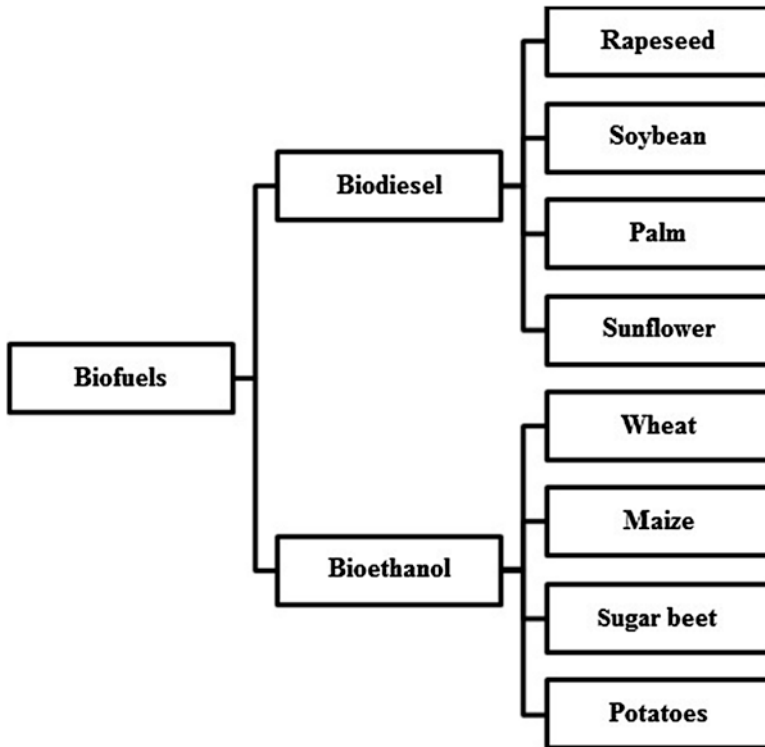 Rapeseed
Soybean
Biodiesel
Palm
Sunflower
Biofuels
Wheat
Maize
Bioethanol
Sugar beet
Potatoes